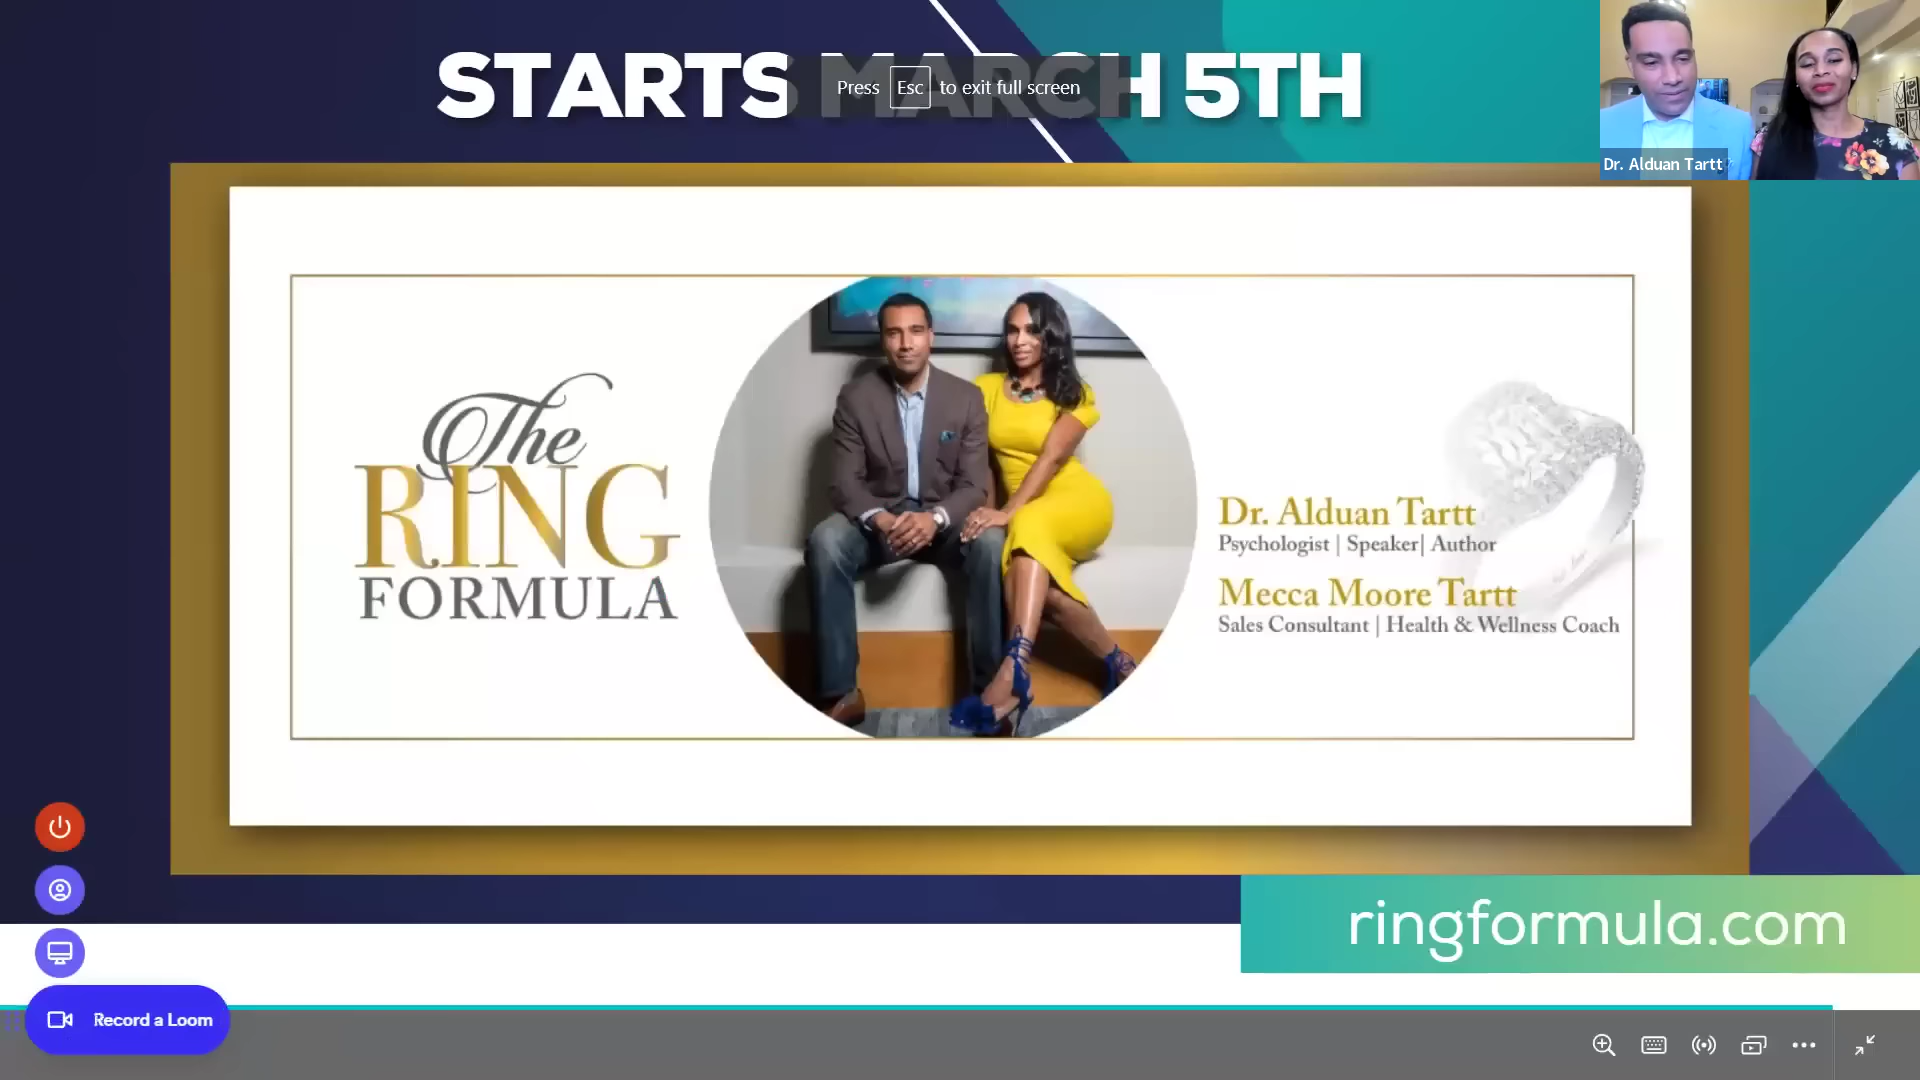 STARTS MARCH 5TH
Press Esc to exit full screen
Dr. Alduan Tartt
The
RING
FORMULA
Dr. Alduan Tartt
Psychologist | Speaker| Author
Mecca Moore Tartt
Sales Consultant | Health & Wellness Coach
ringformula.com
Record a Loom